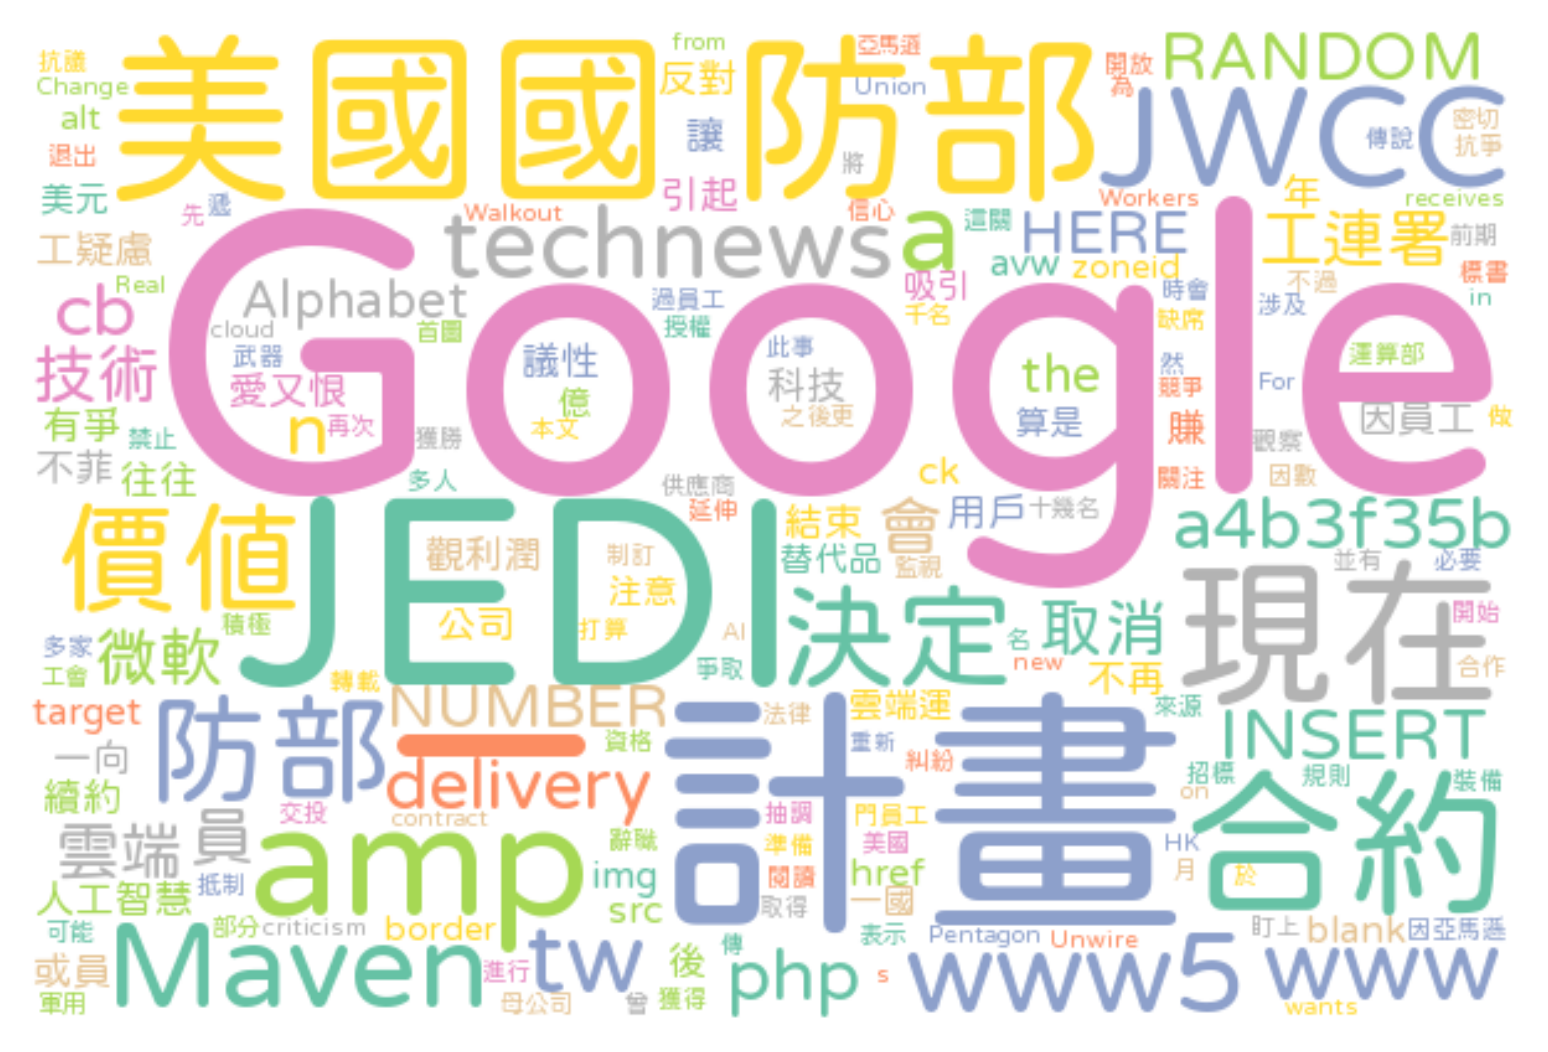 抗議
from
亞馬遜
RANDOM
Change
美國國防部
反對
Union
開放
為
JWCC
密切
alt
讓
傳說
抗爭
退出
將
美元
引起
Workers
年
receives
先
遞
Walkout
信心
這關
HERE
工連署
前期
工疑慮
technews
a
avw
zoneid
不過
標書
Real
Google
吸引
時會
in
cb
Alphabet
過員工
千名
涉及
cloud
首圖
授權
缺席
技術
武器
議性
此事
the
然
運算部
愛又恨
科技
競爭
For
億
之後更
算是
賺
因員工
做
有爭
禁止
n
再次
獲勝
本文
觀察
不菲
往往
多人
供應商
ck
關注
因數
價值
JEDI
延伸
結束
會
用戶
十幾名
a4b3f35b
觀利潤
制訂
替代品
監視
並有
必要
注意
決定
取消
現在
開始
積極
公司
打算
AI
名
多家
微軟
爭取
new
不再
合作
工會
轉載
target
防部
NUMBER
計畫
法律
雲端運
來源
INSERT
一
資格
重新
一向
delivery
糾紛
招標
規則
裝備
續約
交投
抽調
門員工
on
合約
雲端
員
contract
辭職
準備
美國
HK
amp
img
閱讀
href
月
於
人工智慧
抵制
src
取得
一國
可能
部分
criticism
border
傳
表示
Pentagon
Unwire
盯上
blank
因亞馬遜
或員
Maven
進行
tw
後
php
s
www5
www
軍用
母公司
曾
獲得
wants